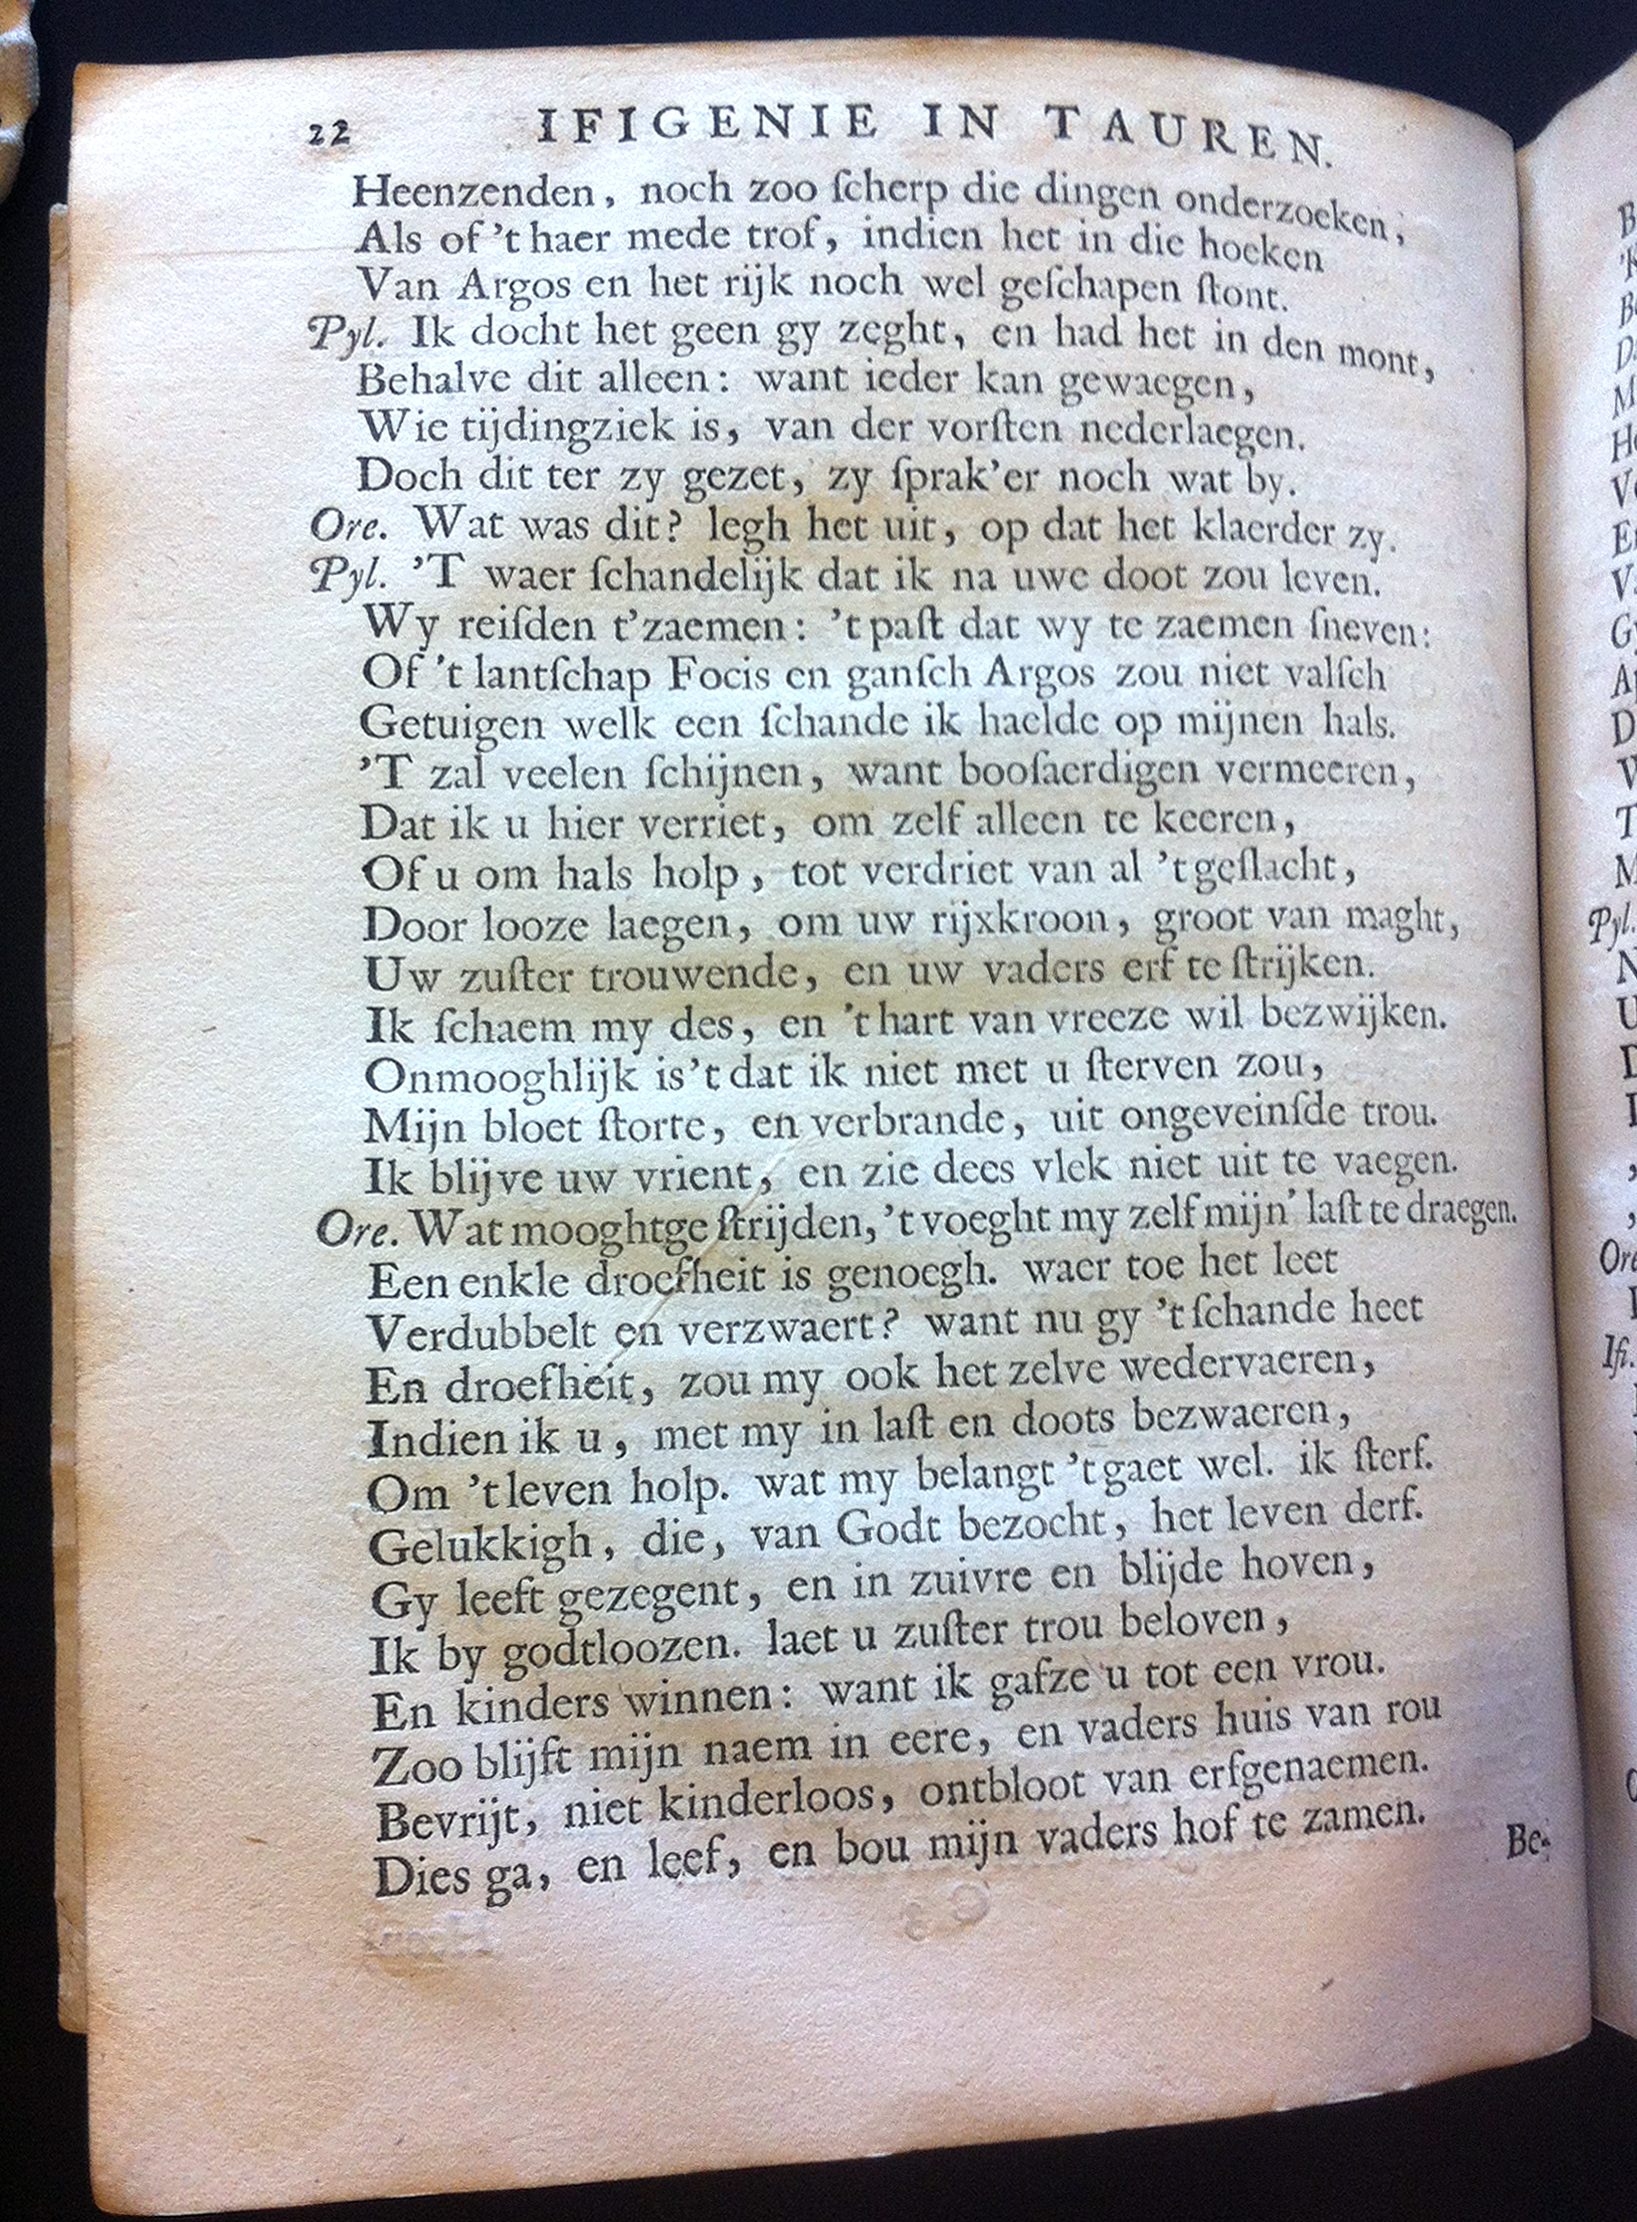 22 IFIGENIE IN TAUREN.
Heenzenden, noch zoo ſcherp die dingen onderzoeken,
Als of 't haer mede trof, indien het in die hoeken
Van Argos en het rijk noch wel geſchapen ſtont.
Pyl. Ik docht het geen gy zeght, en had het in den mont,
Behalve dit alleen: want ieder kan gewaegen,
Wie tijdingziek is, van der vorſten nederlaegen.
Doch dit ter zy gezet, zy ſprak'er noch wat by.
Ore. Wat was dit? legh het uit, op dat het klaerder zy.
Pyl. 'T waer ſchandelijk dat ik na uwe doot zou leven.
Wy reiſden t'zaemen: 't paſt dat wy te zaemen ſneven:
Of 't lantſchap Focis en ganſch Argos zou niet valſch
Getuigen welk een ſchande ik haelde op mijnen hals.
'T zal veelen ſchijnen, want boosaerdigen vermeeren,
Dat ik u hier verriet, om zelf alleen te keeren,
Of u om hals holp, tot verdriet van al 't geſlacht,
Door looze laegen, om uw rijxkroon, groot van maght,
Uw zuſter trouwende, en uw vaders erf te ſtrijken.
Ik ſchaem my des, en 't hart van vreeze wil bezwijken.
Onmooghlijk is't dat ik niet met u ſterven zou,
Mijn bloet ſtorte, en verbrande, uit ongeveinſde trou.
Ik blijve uw vrient, en zie dees vlek niet uit te vaegen.
Ore. Wat mooght ge ſtrijden, 't voeght my zelf mijn' laſt te draegen.
Een enkle droefheit is genoegh. waer toe het leet
Verdubbelt en verzwaert? want nu gy 't ſchande heet
En droefheit, zou my ook het zelve wedervaeren,
Indien ik u, met my in laſt en doots bezwaeren,
Om 't leven holp. wat my belangt 't gaet wel. ik ſterf.
Gelukkigh, die, van Godt bezocht, het leven derf.
Gy leeft gezegent, en in zuivre en blijde hoven,
Ik by godtloozen. laet u zuſter trou beloven,
En kinders winnen: want ik gafze u tot een vrou.
Zoo blijft mijn naem in eere, en vaders huis van rou
Bevrijt, niet kinderloos, ontbloot van erfgenaemen.
Dies ga, en leef, en bou mijn vaders hof te zamen.
Be-